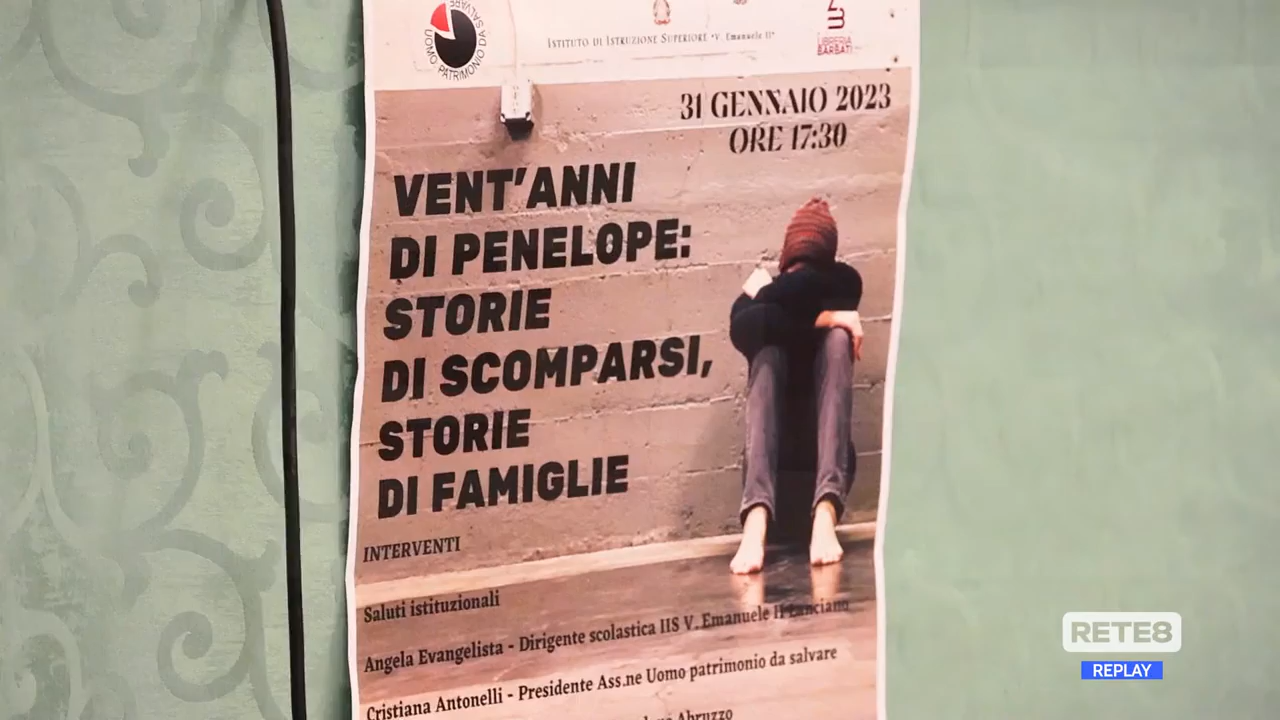 UOMO PATRIMONIO DA SALVARE
ISTITUTO DI ISTRUZIONE SUPERIORE "V. Emanuele II"
LIBRERIA
BARBATI
31 GENNAIO 2023
ORE 17:30
VENT'ANNI
DI PENELOPE:
STORIE
DI SCOMPARSI,
STORIE
DI FAMIGLIE
INTERVENTI
Saluti istituzionali
Angela Evangelista - Dirigente scolastica IIS V. Emanuele II Lanciano
Cristiana Antonelli - Presidente Ass.ne Uomo patrimonio da salvare
Abruzzo
RETE8
REPLAY